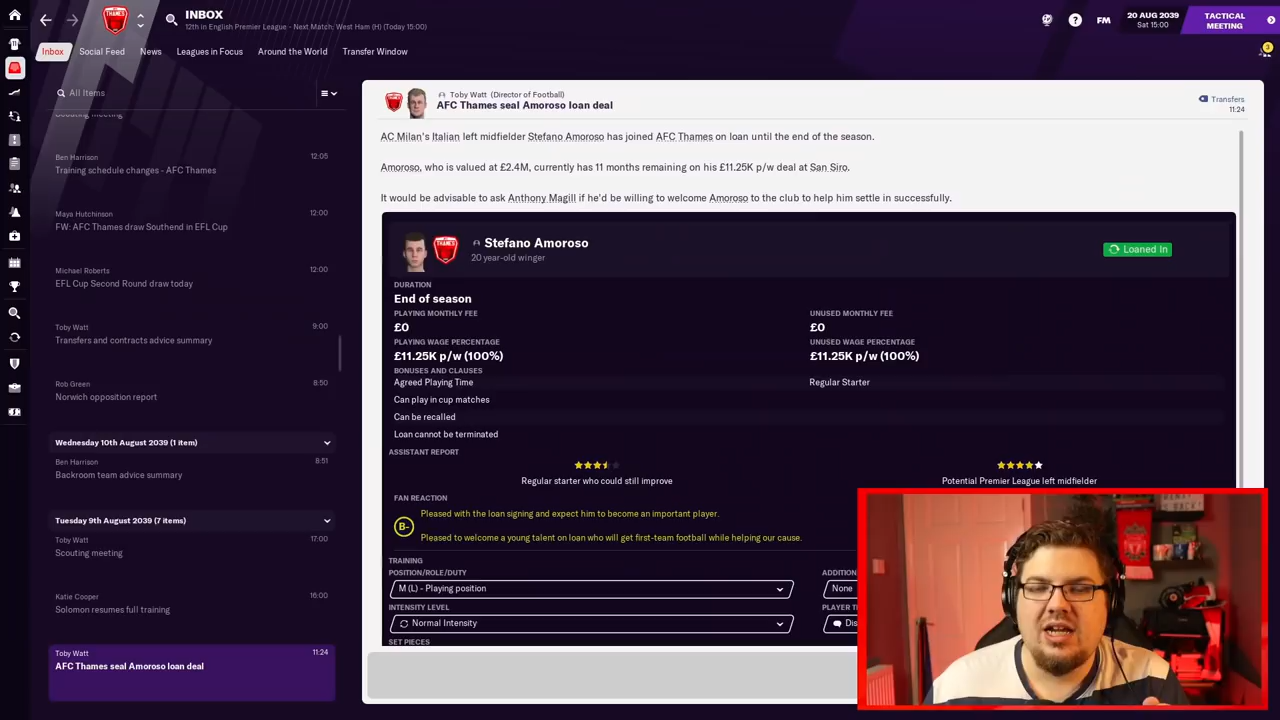 INBOX
12th in English Premier League - Next Match: West Ham (H) (Today 15:00)
FM
20 AUG 2039
Sat 15:00
TACTICAL
MEETING
Inbox
Social Feed
News
Leagues in Focus
Around the World
Transfer Window
2
All Items
Scouting meeting
Ben Harrison
12:05
Training schedule changes - AFC Thames
Maya Hutchinson
12:00
FW: AFC Thames draw Southend in EFL Cup
Michael Roberts
12:00
EFL Cup Second Round draw today
Toby Watt
9:00
Transfers and contracts advice summary
Rob Green
8:50
Norwich opposition report
Wednesday 10th August 2039 (1 item)
Ben Harrison
8:51
Backroom team advice summary
Tuesday 9th August 2039 (7 items)
Toby Watt
17:00
Scouting meeting
Katie Cooper
16:00
Solomon resumes full training
Toby Watt
11:24
AFC Thames seal Amoroso loan deal
Toby Watt (Director of Football)
AFC Thames seal Amoroso loan deal
Transfers
11:24
AC Milan's Italian left midfielder Stefano Amoroso has joined AFC Thames on loan until the end of the season.
Amoroso, who is valued at £2.4M, currently has 11 months remaining on his £11.25K p/w deal at San Siro.
It would be advisable to ask Anthony Magill if he'd be willing to welcome Amoroso to the club to help him settle in successfully.
THAMES
Stefano Amoroso
20 year-old winger
Loaned In
DURATION
End of season
PLAYING MONTHLY FEE
£0
UNUSED MONTHLY FEE
£0
PLAYING WAGE PERCENTAGE
£11.25K p/w (100%)
UNUSED WAGE PERCENTAGE
£11.25K p/w (100%)
BONUSES AND CLAUSES
Agreed Playing Time
Regular Starter
Can play in cup matches
Can be recalled
Loan cannot be terminated
ASSISTANT REPORT
Regular starter who could still improve
Potential Premier League left midfielder
FAN REACTION
B-
Pleased with the loan signing and expect him to become an important player.
Pleased to welcome a young talent on loan who will get first-team football while helping our cause.
TRAINING
POSITION/ROLE/DUTY
M (L) - Playing position
ADDITION
None
INTENSITY LEVEL
Normal Intensity
PLAYER T
Dis
SET PIECES